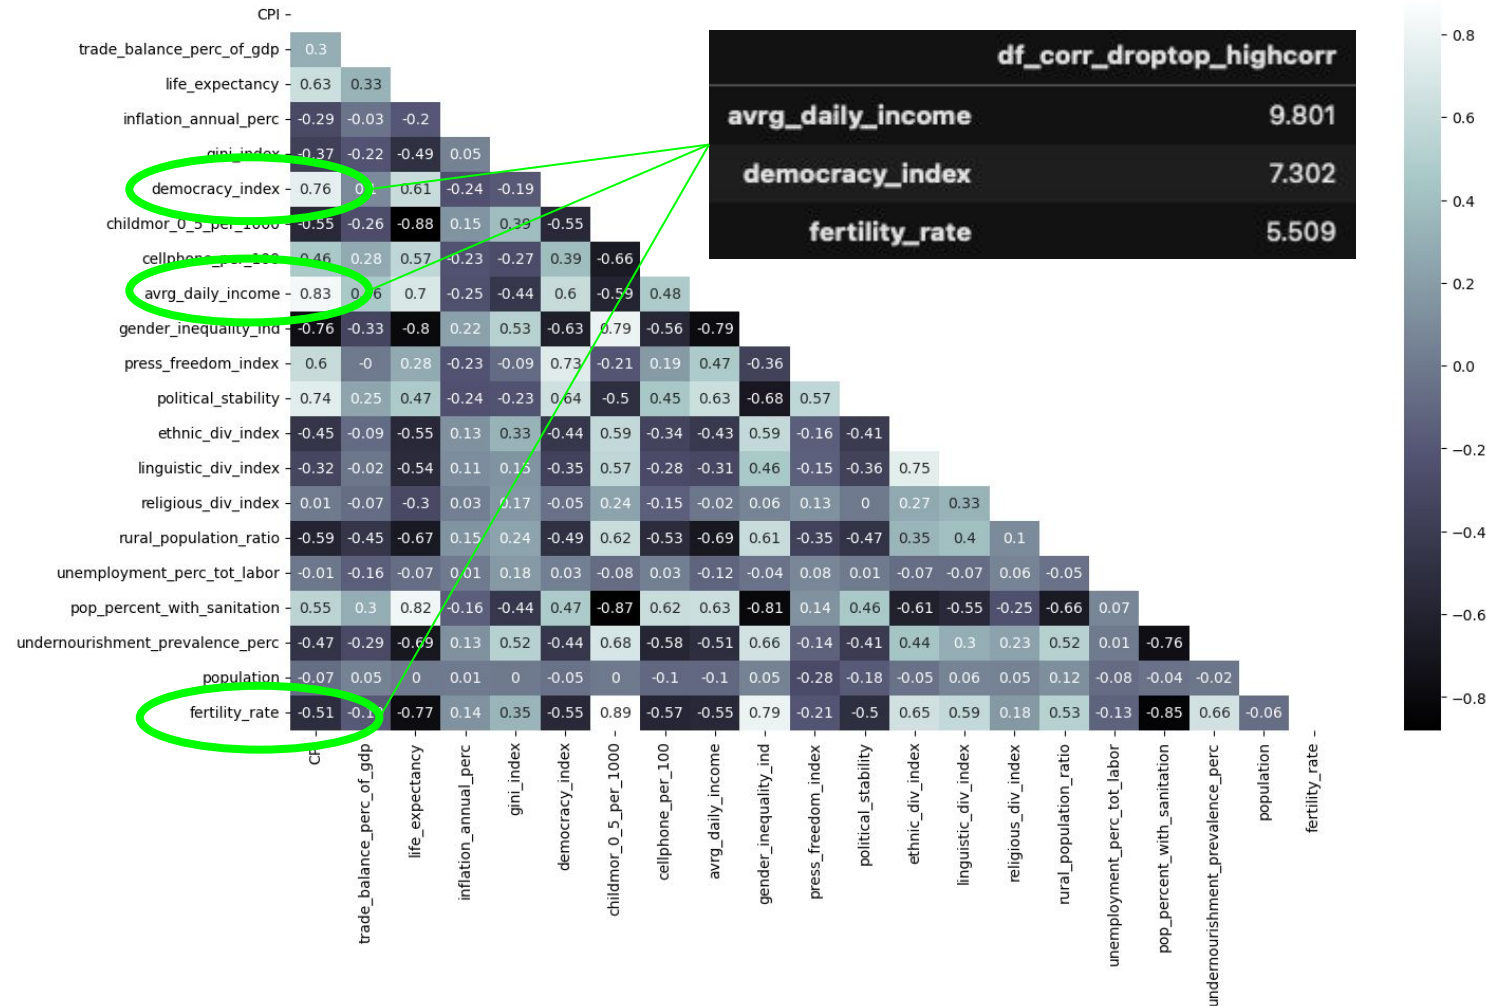 CPI
df_corr_droptop_highcorr
avrg_daily_income 9.801
democracy_index 7.302
fertility_rate 5.509
trade_balance_perc_of_gdp 0.3
life_expectancy 0.63 0.33
inflation_annual_perc -0.29 -0.03 -0.2
gini_index -0.37 -0.22 -0.49 0.05
democracy_index 0.76 0.61 -0.24 -0.19
childmor_0_5_per_1000 -0.55 -0.26 -0.88 0.15 0.39 -0.55
cellphone_per_100 0.46 0.28 0.57 -0.23 -0.27 0.39 -0.66
avrg_daily_income 0.83 0.7 -0.25 -0.44 0.6 -0.59 0.48
gender_inequality_ind -0.76 -0.33 -0.8 0.22 0.53 -0.63 0.79 -0.56 -0.79
press_freedom_index 0.6 -0 0.28 -0.23 -0.09 0.73 -0.21 0.19 0.47 -0.36
political_stability 0.74 0.25 0.47 -0.24 -0.23 0.64 -0.5 0.45 0.63 -0.68 0.57
ethnic_div_index -0.45 -0.09 -0.55 0.13 0.33 -0.44 0.59 -0.34 -0.43 0.59 -0.16 -0.41
linguistic_div_index -0.32 -0.02 -0.54 0.11 -0.35 0.57 -0.28 -0.31 0.46 -0.15 -0.36 0.75
religious_div_index 0.01 -0.07 -0.3 0.03 0.17 -0.05 0.24 -0.15 -0.02 0.06 0.13 0 0.27 0.33
rural_population_ratio -0.59 -0.45 -0.67 0.15 0.24 -0.49 0.62 -0.53 -0.69 0.61 -0.35 -0.47 0.35 0.4 0.1
unemployment_perc_tot_labor -0.01 -0.16 -0.07 0.01 0.18 0.03 -0.08 0.03 -0.12 -0.04 0.08 0.01 -0.07 -0.07 0.06 -0.05
pop_percent_with_sanitation 0.55 0.3 0.82 -0.16 -0.44 0.47 -0.87 0.62 0.63 -0.81 0.14 0.46 -0.61 -0.55 -0.25 -0.66 0.07
undernourishment_prevalence_perc -0.47 -0.29 -0.69 0.13 0.52 -0.44 0.68 -0.58 -0.51 0.66 -0.14 -0.41 0.44 0.3 0.23 0.52 0.01 -0.76
population -0.07 0.05 0 0.01 0 -0.05 0 -0.1 -0.1 0.05 -0.28 -0.18 -0.05 0.06 0.05 0.12 -0.08 -0.04 -0.02
fertility_rate -0.51 -0.77 0.14 0.35 -0.55 0.89 -0.57 -0.55 0.79 -0.21 -0.5 0.65 0.59 0.18 0.53 -0.13 -0.85 0.66 -0.06
trade_balance_perc_of_gdp
life_expectancy
inflation_annual_perc
gini_index
democracy_index
childmor_0_5_per_1000
cellphone_per_100
avrg_daily_income
gender_inequality_ind
press_freedom_index
political_stability
ethnic_div_index
linguistic_div_index
religious_div_index
rural_population_ratio
unemployment_perc_tot_labor
pop_percent_with_sanitation
undernourishment_prevalence_perc
population
fertility_rate
0.8
0.6
0.4
0.2
0.0
−0.2
−0.4
−0.6
−0.8